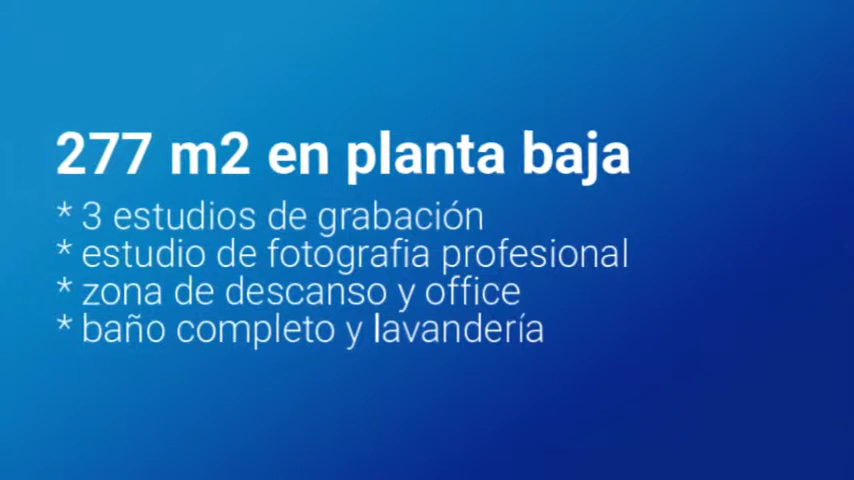 277 m2 en planta baja
* 3 estudios de grabación
* estudio de fotografia profesional
* zona de descanso y office
* baño completo y lavandería